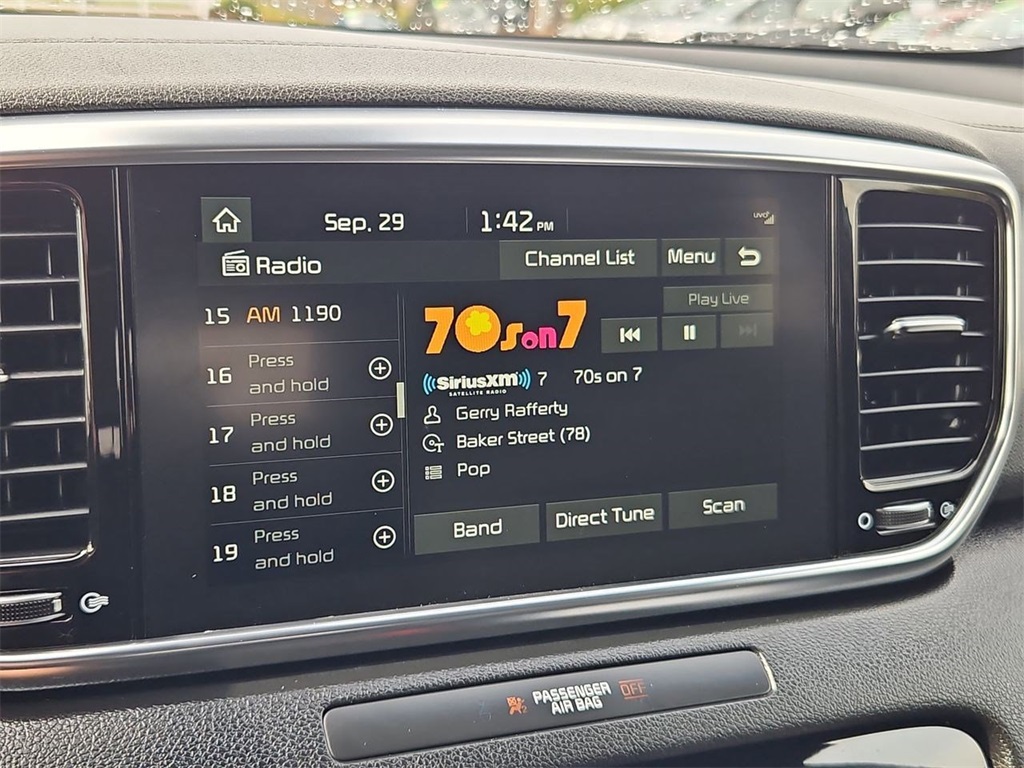 Sep. 29
1:42 PM
uvo
Radio
Channel List
Menu
15 AM 1190
16 Press
and hold
17 Press
and hold
18 Press
and hold
19 Press
and hold
70s on 7
Play Live
((SiriusXM)) 7 70s on 7
SATELLITE RADIO
Gerry Rafferty
Baker Street (78)
Pop
Band
Direct Tune
Scan
PASSENGER
AIR BAG
OFF